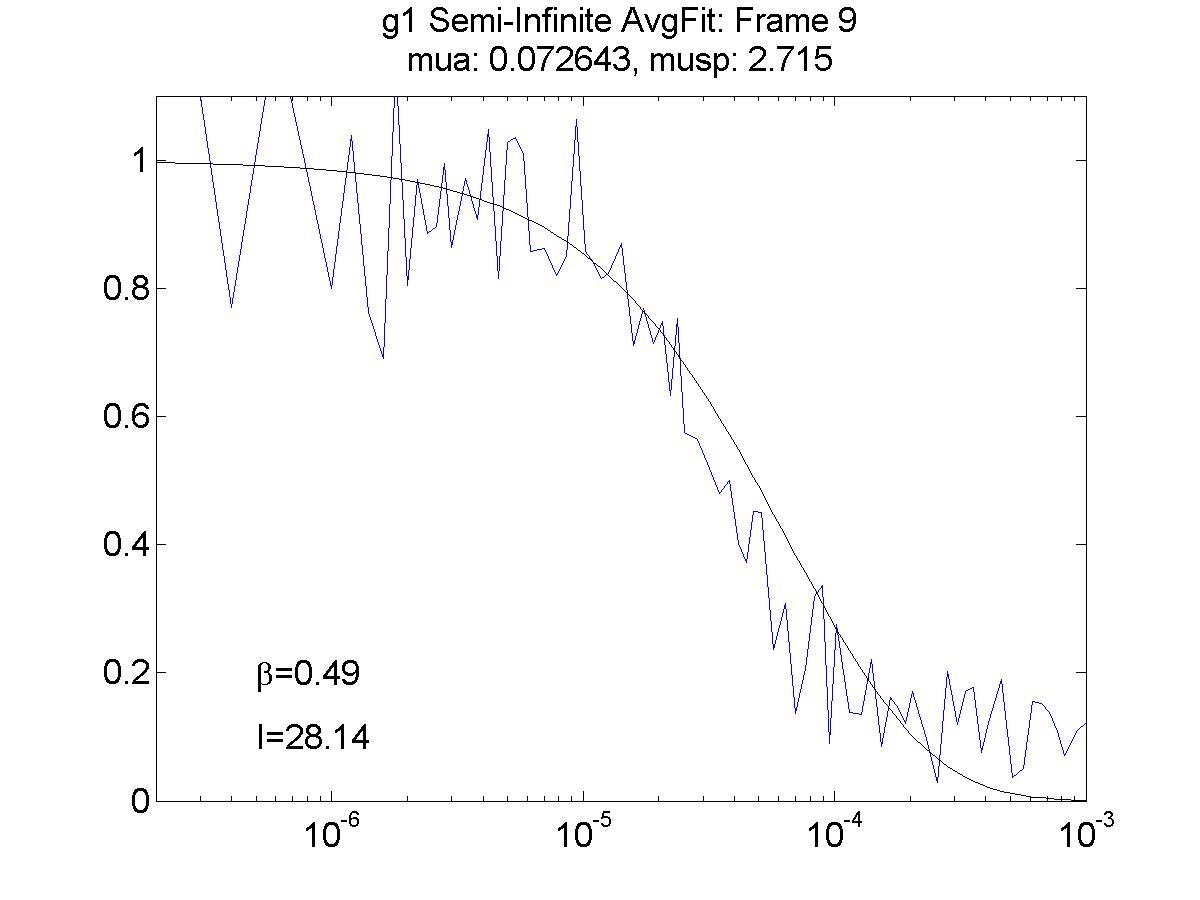 g1 Semi-Infinite AvgFit: Frame 9
mua: 0.072643, musp: 2.715
1
0.8
0.6
0.4
0.2
0
β=0.49
I=28.14
10^-6
10^-5
10^-4
10^-3